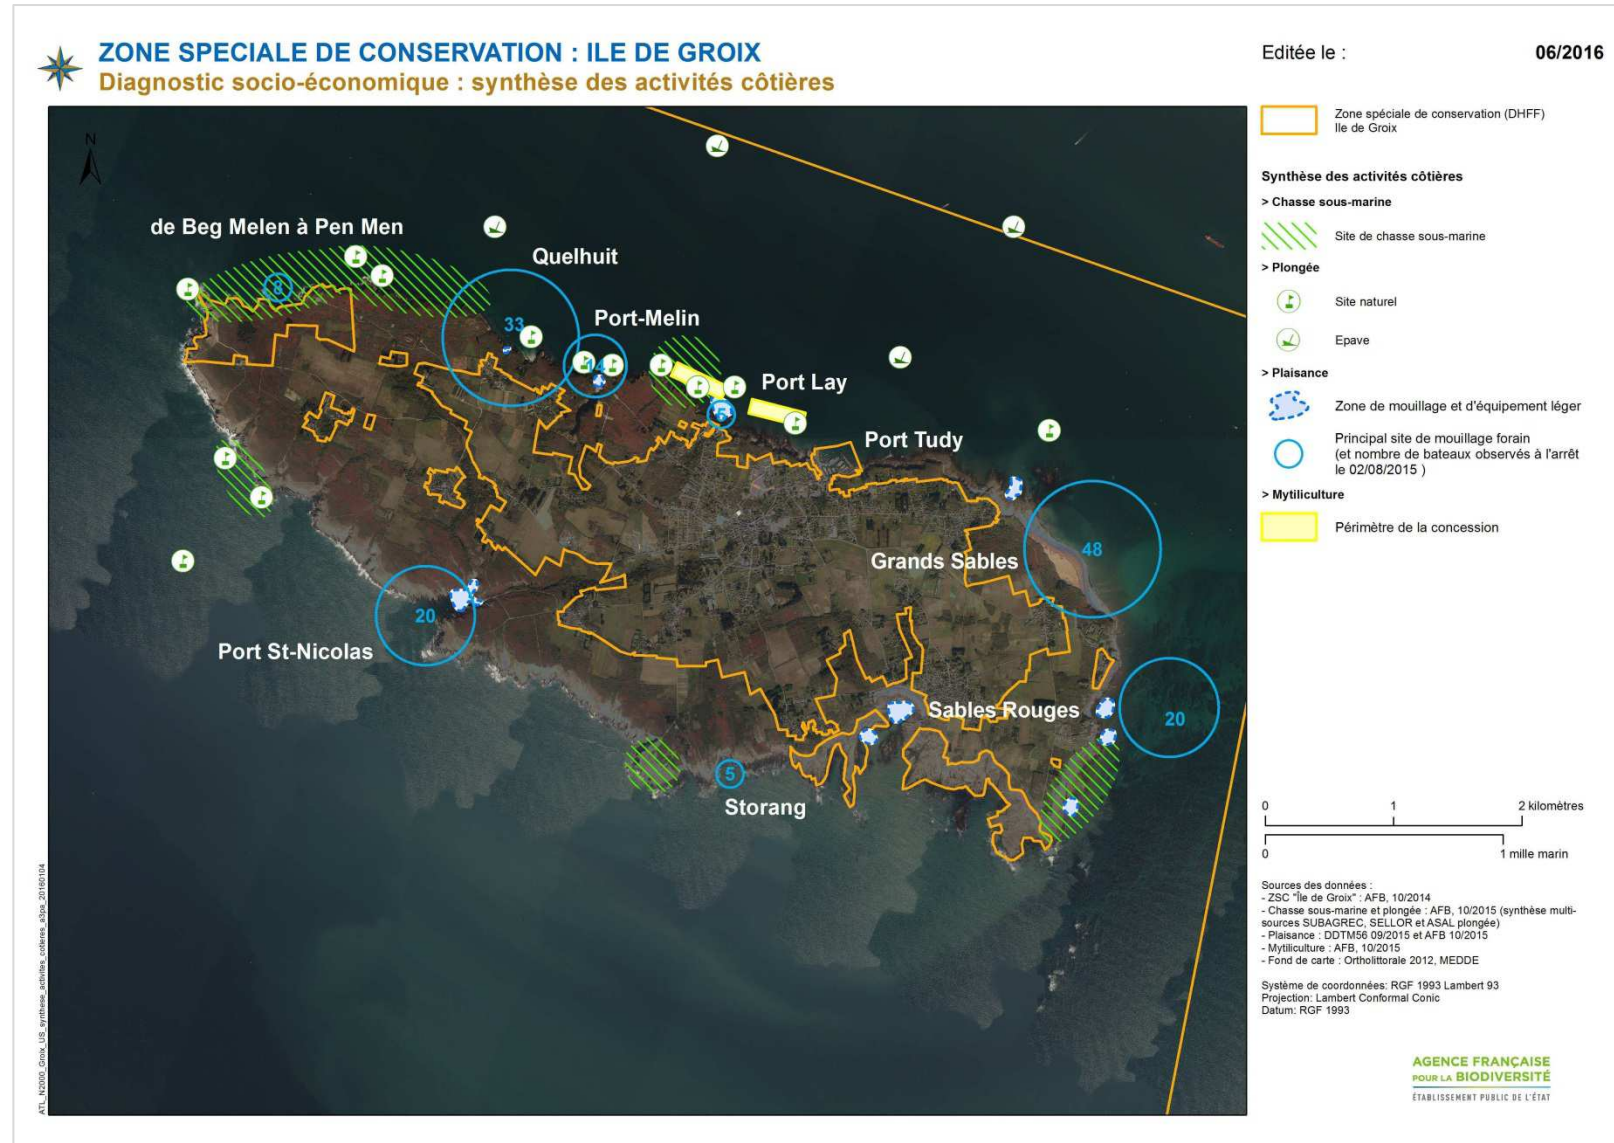 ZONE SPECIALE DE CONSERVATION : ILE DE GROIX
Diagnostic socio-économique : synthèse des activités côtières
Editée le : 06/2016
N
de Beg Melen à Pen Men
8
Quelhuit
33
Port-Melin
14
Port Lay
5
Port Tudy
Grands Sables
48
20
Port St-Nicolas
Sables Rouges
20
5
Storang
Zone spéciale de conservation (DHFF)
Ile de Groix
Synthèse des activités côtières
> Chasse sous-marine
Site de chasse sous-marine
> Plongée
Site naturel
Epave
> Plaisance
Zone de mouillage et d'équipement léger
Principal site de mouillage forain
(et nombre de bateaux observés à l'arrêt
le 02/08/2015 )
> Mytiliculture
Périmètre de la concession
0 1 2 kilomètres
0 1 mille marin
Sources des données :
- ZSC "Île de Groix" : AFB, 10/2014
- Chasse sous-marine et plongée : AFB, 10/2015 (synthèse multi-
sources SUBAGREC, SELLOR et ASAL plongée)
- Plaisance : DDTM56 09/2015 et AFB 10/2015
- Mytiliculture : AFB, 10/2015
- Fond de carte : Ortholittorale 2012, MEDDE
Système de coordonnées: RGF 1993 Lambert 93
Projection: Lambert Conformal Conic
Datum: RGF 1993
AGENCE FRANÇAISE
POUR LA BIODIVERSITÉ
ÉTABLISSEMENT PUBLIC DE L'ÉTAT
ATL_N2000_Groix_US_synthese_activites_coteres_a3pa_20160104